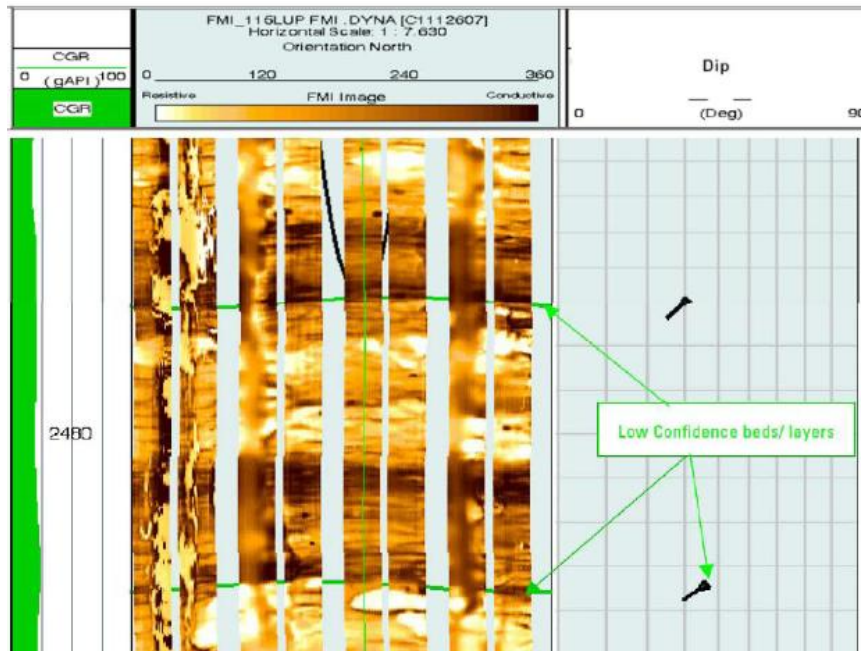 FMI_116LUP FMI .DYNA [C1112607]
Horizontal Scale: 1 : 7.630
Orientation North
CGR
0 (gAPI) 100
CGR
0 120 240 360
Resistive FMI Image Conductive
Dip
0 (Deg) 90
2480
Low Confidence beds/ layers